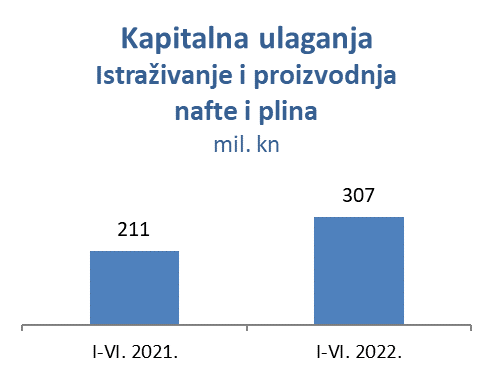 Kapitalna ulaganja
Istraživanje i proizvodnja
nafte i plina
mil. kn
307
211
I-VI. 2021.
I-VI. 2022.